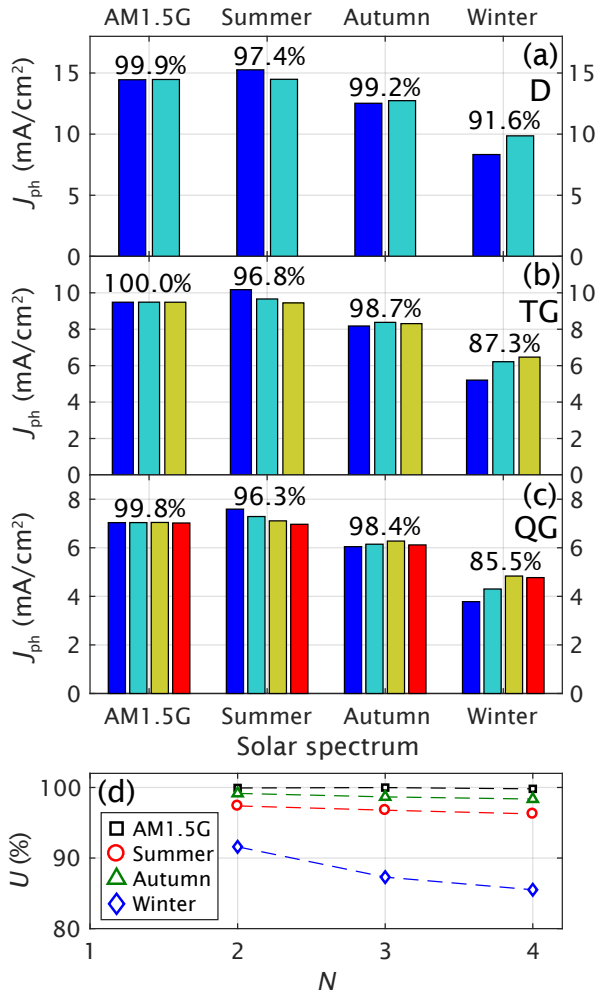 AM1.5G Summer Autumn Winter
(a)
D
99.9% 97.4% 99.2% 91.6%
15 10 5 0
J_ph (mA/cm²)
15 10 5 0
(b)
TG
100.0% 96.8% 98.7% 87.3%
10 8 6 4 2 0
J_ph (mA/cm²)
10 8 6 4 2 0
(c)
QG
99.8% 96.3% 98.4% 85.5%
8 6 4 2 0
J_ph (mA/cm²)
8 6 4 2 0
AM1.5G Summer Autumn Winter
Solar spectrum
(d)
100 90 80
U (%)
AM1.5G
Summer
Autumn
Winter
1 2 3 4
N